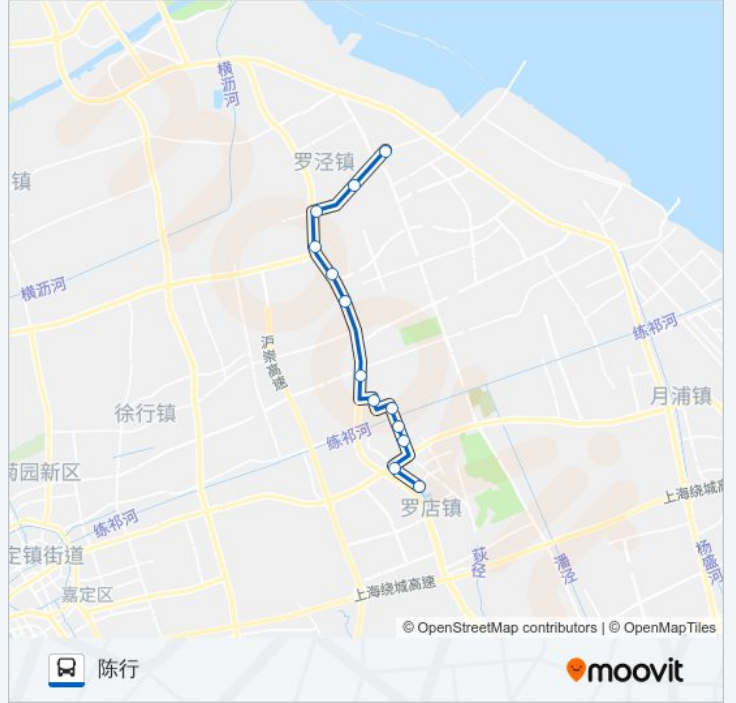 横沥河
罗泾镇
镇
横沥河
沪崇高速
练祁河
徐行镇
月浦镇
练祁河
菊园新区
上海绕城高
练祁河
罗店镇
定镇街道
荻泾
潘泾
杨盛河
嘉定区
上海绕城高速
© OpenStreetMap contributors | © OpenMapTiles
陈行
moovit